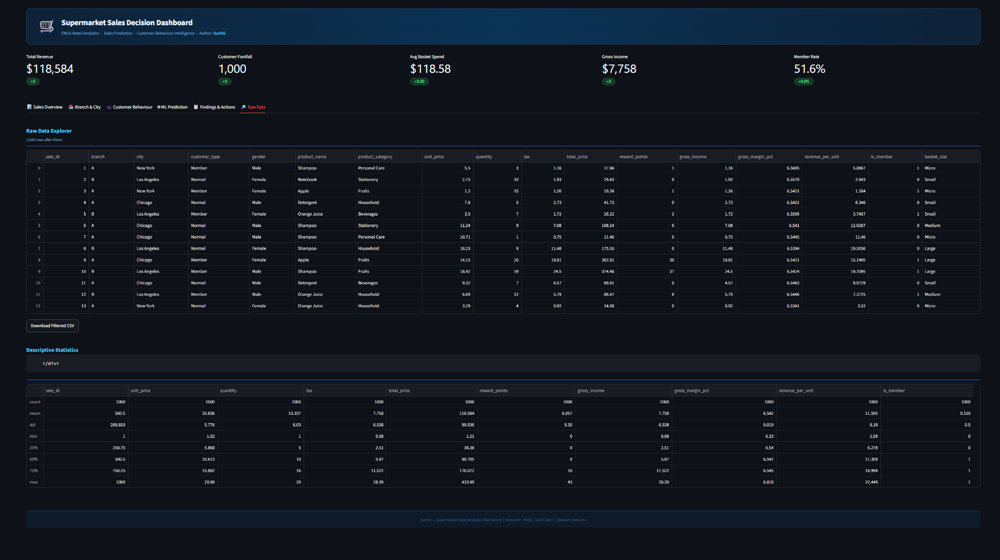 Supermarket Sales Decision Dashboard
FMCG Retail Analytics · Sales Prediction · Customer Behaviour Intelligence · Author: Surbhi
Total Revenue Customer Footfall Avg Basket Spend Gross Income Member Rate
$118,584 1,000 $118.58 $7,758 51.6%
+0 +0 +0.00 +0 +0.0%
Sales Overview Branch & City Customer Behaviour ML Prediction Findings & Actions Raw Data
Raw Data Explorer
1,000 rows after filters
sale_id branch city customer_type gender product_name product_category unit_price quantity tax total_price reward_points gross_income gross_margin_pct revenue_per_unit is_member basket_size
0 1 A New York Member Male Shampoo Personal Care 5.5 3 1.16 17.66 1 1.16 6.5685 5.8867 1 Micro
1 2 B Los Angeles Normal Female Notebook Stationery 2.75 10 1.93 29.43 0 1.93 6.5579 2.943 0 Small
2 3 A New York Member Female Apple Fruits 1.2 15 1.26 19.26 1 1.26 6.5421 1.284 1 Micro
3 4 A Chicago Normal Male Detergent Household 7.8 5 2.73 41.73 0 2.73 6.5421 8.346 0 Small
4 5 B Los Angeles Member Female Orange Juice Beverages 3.5 7 1.72 26.22 2 1.72 6.5599 3.7457 1 Small
5 6 A Chicago Normal Male Shampoo Stationery 11.24 9 7.08 108.24 0 7.08 6.541 12.0267 0 Medium
6 7 A Chicago Normal Male Shampoo Personal Care 10.71 1 0.75 11.46 0 0.75 6.5445 11.46 0 Micro
7 8 B Los Angeles Normal Female Shampoo Household 18.23 9 11.48 175.55 0 11.48 6.5394 19.5056 0 Large
8 9 A Chicago Member Female Apple Fruits 14.15 20 19.81 302.81 30 19.81 6.5421 15.1405 1 Large
9 10 B Los Angeles Member Male Shampoo Fruits 18.42 19 24.5 374.48 37 24.5 6.5424 19.7095 1 Large
10 11 A Chicago Normal Male Detergent Beverages 9.32 7 4.57 69.81 0 4.57 6.5463 9.9729 0 Small
11 12 B Los Angeles Member Male Orange Juice Household 6.89 12 5.79 88.47 8 5.79 6.5446 7.3725 1 Medium
12 13 A New York Normal Female Orange Juice Household 3.29 4 0.92 14.08 0 0.92 6.5341 3.52 0 Micro
Download Filtered CSV
Descriptive Statistics
</div>
sale_id unit_price quantity tax total_price reward_points gross_income gross_margin_pct revenue_per_unit is_member
count 1000 1000 1000 1000 1000 1000 1000 1000 1000 1000
mean 500.5 10.836 10.337 7.758 118.584 6.057 7.758 6.542 11.595 0.516
std 288.819 5.776 6.03 6.538 99.936 9.35 6.538 0.019 6.18 0.5
min 1 1.02 1 0.08 1.21 0 0.08 6.25 1.09 0
25% 250.75 5.868 5 2.51 38.38 0 2.51 6.54 6.278 0
50% 500.5 10.615 10 5.87 89.705 0 5.87 6.542 11.358 1
75% 750.25 15.882 16 11.522 176.072 10 11.522 6.545 16.994 1
max 1000 20.98 20 28.39 433.99 43 28.39 6.818 22.449 1
Surbhi — Supermarket Sales Analytics Dashboard | Streamlit · Plotly · scikit-learn | Dataset: sales.csv